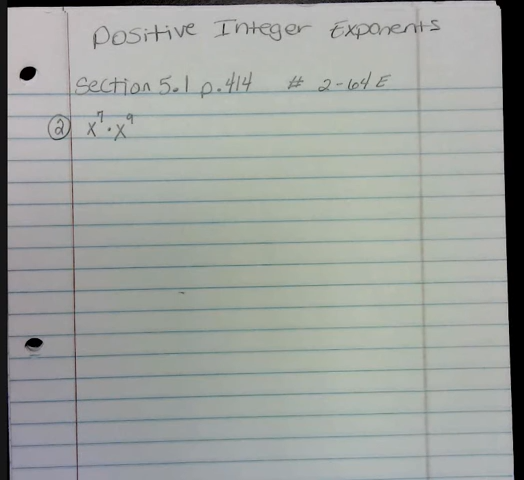 Positive Integer Exponents
Section 5.1 p.414 # 2-64 E
② x⁷·x⁹